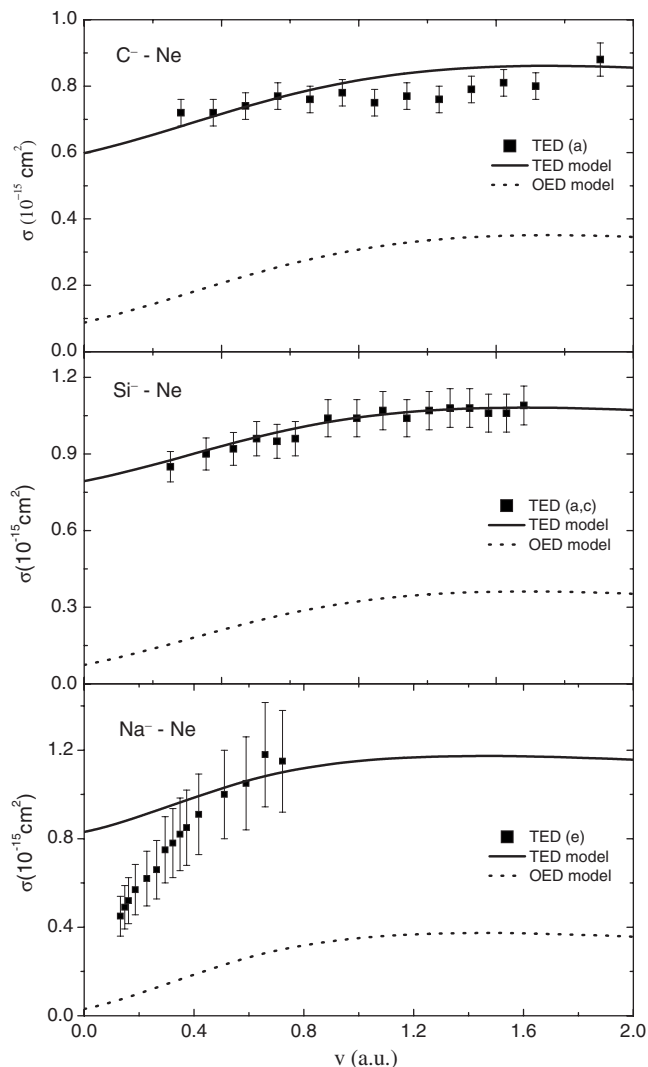 1.0
C⁻ - Ne
0.8
0.6
0.4
0.2
0.0
σ (10⁻¹⁵ cm²)
TED (a)
TED model
OED model
1.2
Si⁻ - Ne
0.9
0.6
0.3
0.0
σ(10⁻¹⁵cm²)
TED (a,c)
TED model
OED model
Na⁻ - Ne
1.2
0.8
0.4
0.0
σ(10⁻¹⁵cm²)
TED (e)
TED model
OED model
0.0 0.4 0.8 1.2 1.6 2.0
v (a.u.)